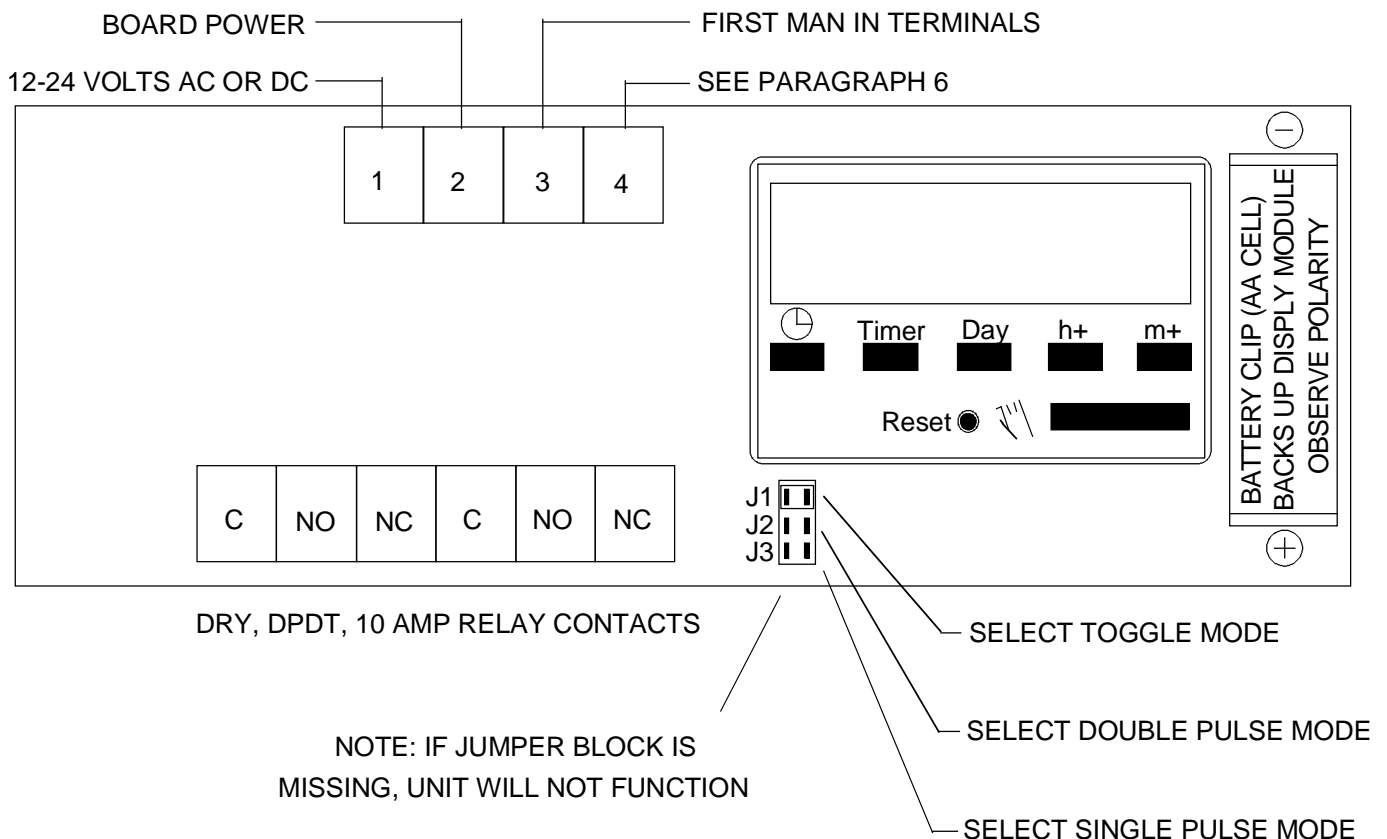 BOARD POWER
FIRST MAN IN TERMINALS
12-24 VOLTS AC OR DC
SEE PARAGRAPH 6
1 2 3 4
BATTERY CLIP (AA CELL)
BACKS UP DISPLY MODULE
OBSERVE POLARITY
Timer Day h+ m+
Reset
C NO NC C NO NC
J1
J2
J3
DRY, DPDT, 10 AMP RELAY CONTACTS
SELECT TOGGLE MODE
SELECT DOUBLE PULSE MODE
NOTE: IF JUMPER BLOCK IS
MISSING, UNIT WILL NOT FUNCTION
SELECT SINGLE PULSE MODE